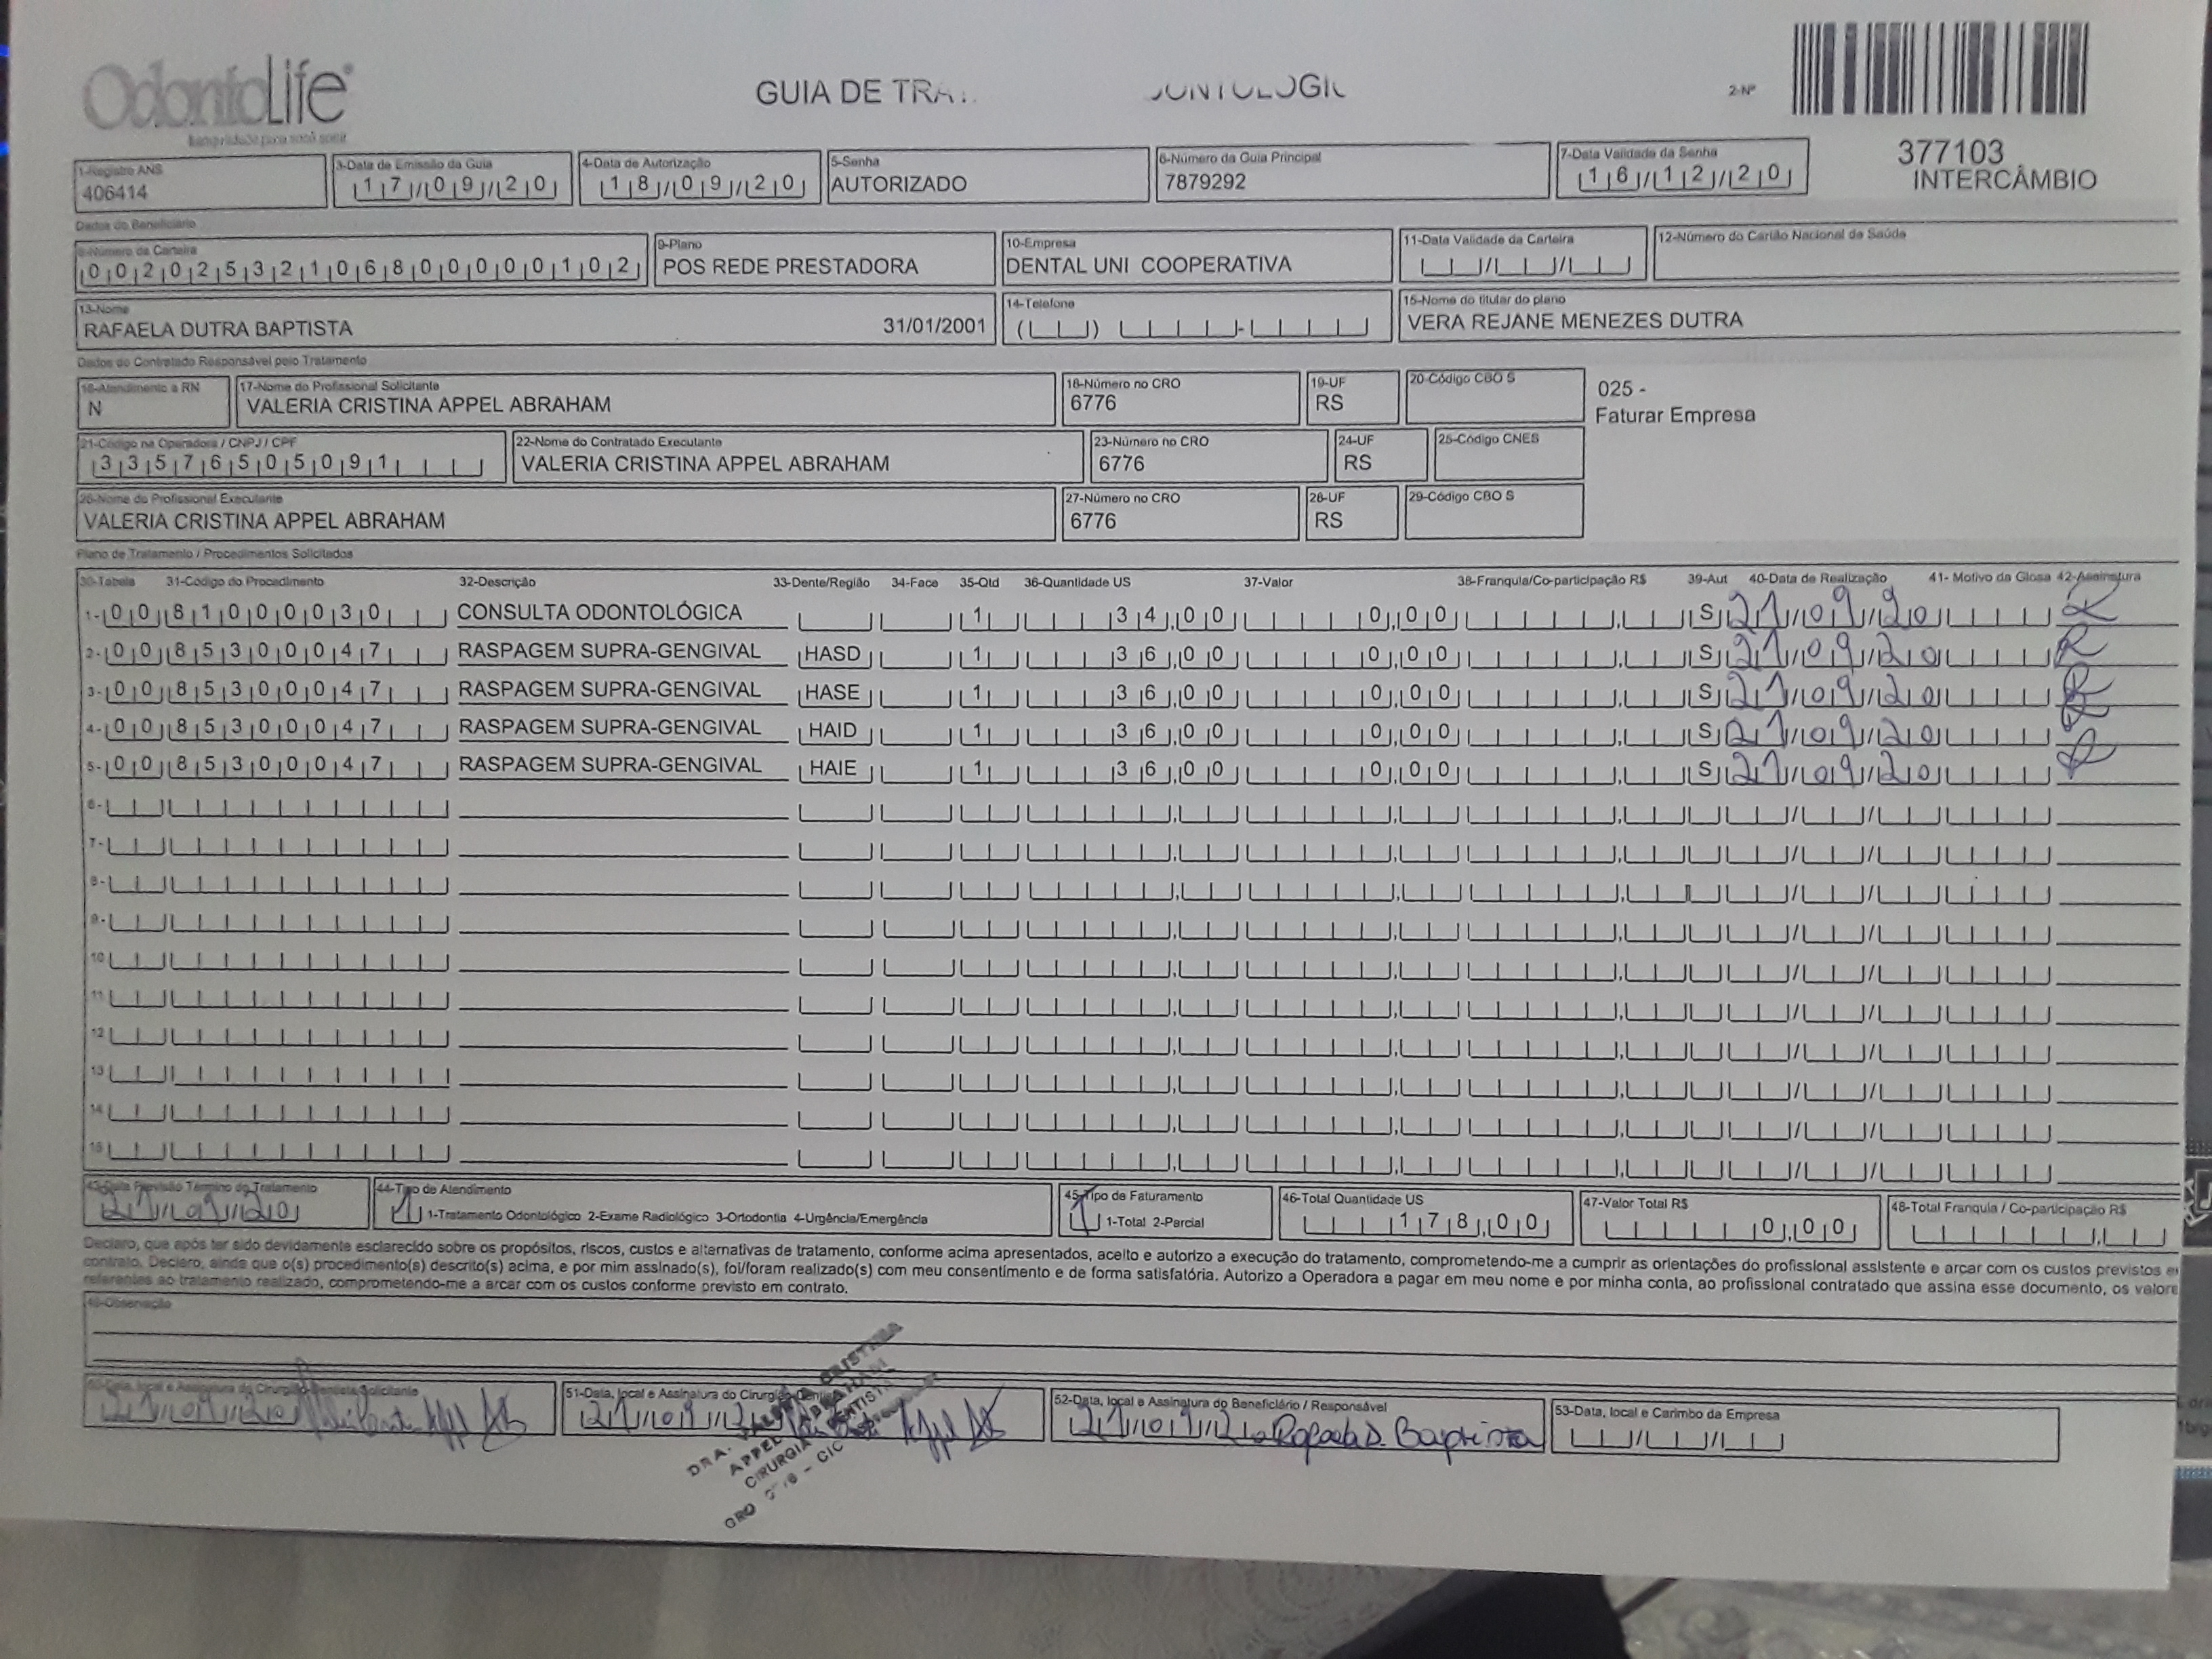 OdontoLife
GUIA DE TRA
2-Nº
377103
INTERCÂMBIO
1-Registro ANS
406414
3-Data de Emissão da Guia
17/09/20
4-Data de Autorização
18/09/20
5-Senha
AUTORIZADO
6-Número da Guia Principal
7879292
7-Data Validade da Senha
16/12/20
Dados do Beneficiário
8-Número da Carteira
00202532106800000102
9-Plano
POS REDE PRESTADORA
10-Empresa
DENTAL UNI COOPERATIVA
11-Data Validade da Carteira
12-Número do Cartão Nacional de Saúde
13-Nome
RAFAELA DUTRA BAPTISTA 31/01/2001
14-Telefone
15-Nome do titular do plano
VERA REJANE MENEZES DUTRA
Dados do Contratado Responsável pelo Tratamento
16-Atendimento a RN
N
17-Nome do Profissional Solicitante
VALERIA CRISTINA APPEL ABRAHAM
18-Número no CRO
6776
19-UF
RS
20-Código CBO S
025 -
Faturar Empresa
21-Código na Operadora / CNPJ / CPF
33576505091
22-Nome do Contratado Executante
VALERIA CRISTINA APPEL ABRAHAM
23-Número no CRO
6776
24-UF
RS
25-Código CNES
26-Nome do Profissional Executante
VALERIA CRISTINA APPEL ABRAHAM
27-Número no CRO
6776
28-UF
RS
29-Código CBO S
Plano de Tratamento / Procedimentos Solicitados
30-Tabela 31-Código do Procedimento 32-Descrição 33-Dente/Região 34-Face 35-Qtd 36-Quantidade US 37-Valor 38-Franquia/Co-participação R$ 39-Aut 40-Data de Realização 41- Motivo da Glosa 42-Assinatura
1- 00 81000030 CONSULTA ODONTOLÓGICA 1 34,00 0,00 S 21/09/20 R
2- 00 85300047 RASPAGEM SUPRA-GENGIVAL HASD 1 36,00 0,00 S 21/09/20 R
3- 00 85300047 RASPAGEM SUPRA-GENGIVAL HASE 1 36,00 0,00 S 21/09/20 R
4- 00 85300047 RASPAGEM SUPRA-GENGIVAL HAID 1 36,00 0,00 S 21/09/20 R
5- 00 85300047 RASPAGEM SUPRA-GENGIVAL HAIE 1 36,00 0,00 S 21/09/20 R
6-
7-
8-
9-
10
11
12
13
14
15
43-Data Previsão Término do Tratamento
21/09/20
44-Tipo de Atendimento
1 1-Tratamento Odontológico 2-Exame Radiológico 3-Ortodontia 4-Urgência/Emergência
45-Tipo de Faturamento
1 1-Total 2-Parcial
46-Total Quantidade US
178,00
47-Valor Total R$
0,00
48-Total Franquia / Co-participação R$
Declaro, que após ter sido devidamente esclarecido sobre os propósitos, riscos, custos e alternativas de tratamento, conforme acima apresentados, aceito e autorizo a execução do tratamento, comprometendo-me a cumprir as orientações do profissional assistente e arcar com os custos previstos e
contrato. Declaro, ainda que o(s) procedimento(s) descrito(s) acima, e por mim assinado(s), foi/foram realizado(s) com meu consentimento e de forma satisfatória. Autorizo a Operadora a pagar em meu nome e por minha conta, ao profissional contratado que assina esse documento, os valore
referentes ao tratamento realizado, comprometendo-me a arcar com os custos conforme previsto em contrato.
49-Observação
50-Data, local e Assinatura do Cirurgião-Dentista Solicitante
21/09/20
51-Data, local e Assinatura do Cirurgião-Dentista
21/09/20
DRA. VALERIA CRISTINA
APPEL ABRAHAM
CIRURGIÃ DENTISTA
52-Data, local e Assinatura do Beneficiário / Responsável
21/09/20 Rafaela D. Baptista
53-Data, local e Carimbo da Empresa